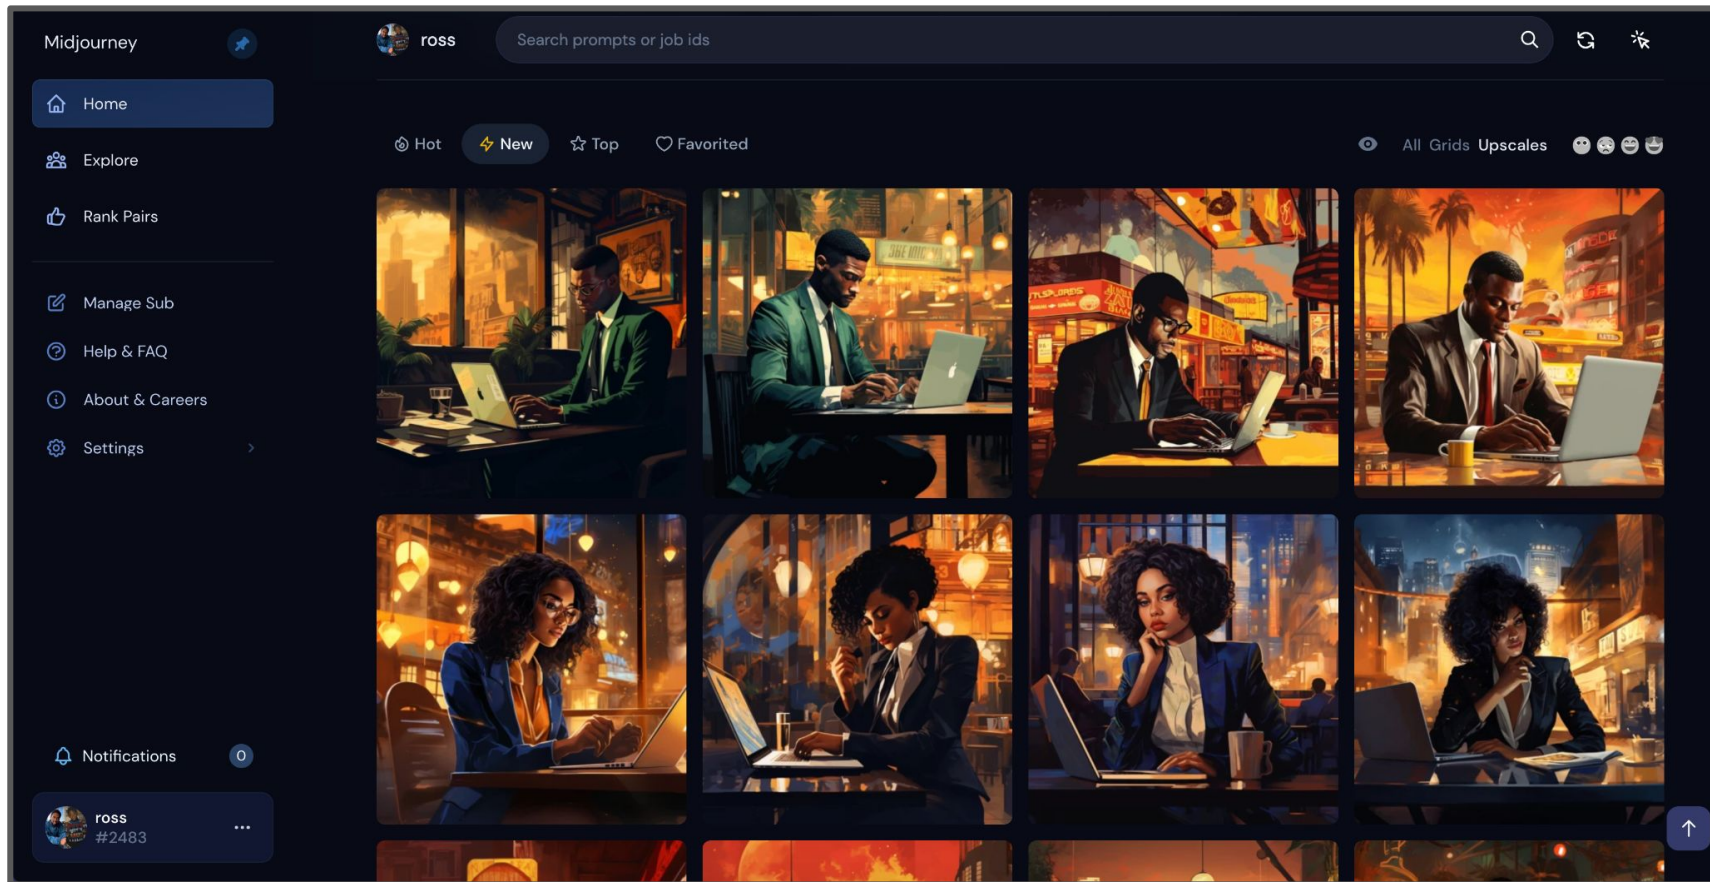 Midjourney
Home
Explore
Rank Pairs
Manage Sub
Help & FAQ
About & Careers
Settings
Notifications 0
ross
#2483
ross
Search prompts or job ids
Hot New Top Favorited
All Grids Upscales